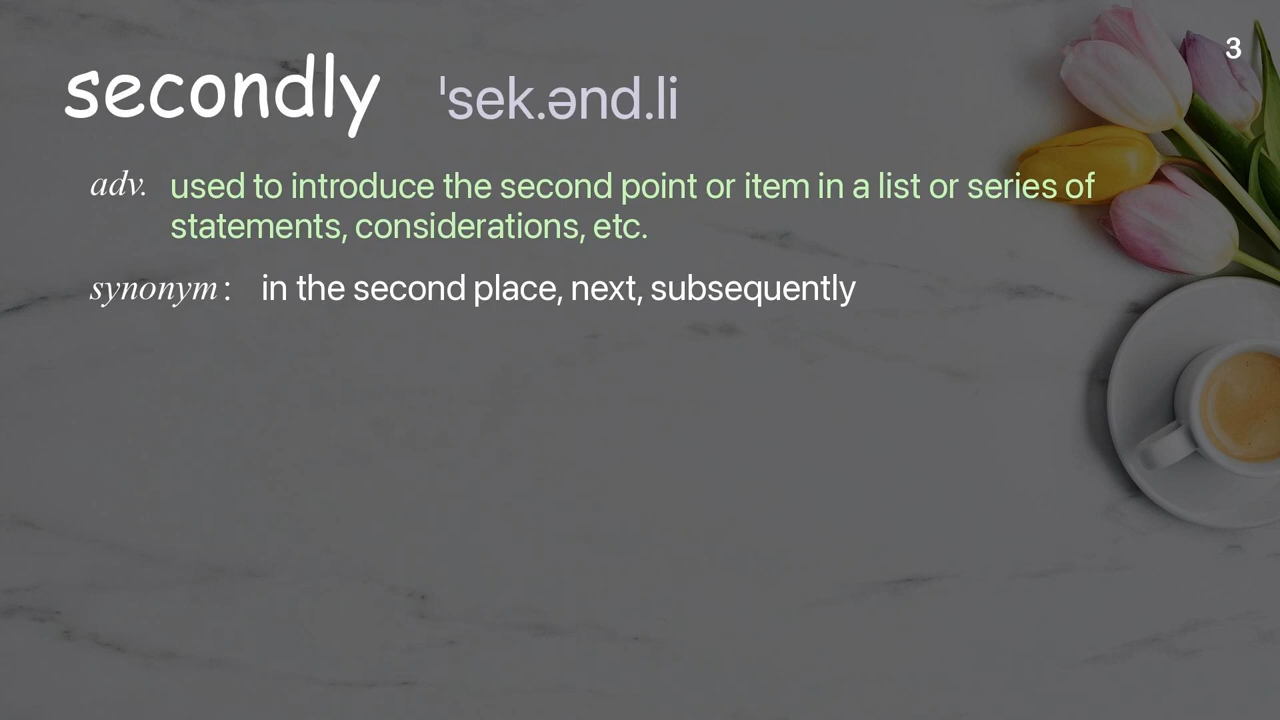 3
secondly ˈsek.ənd.li
adv. used to introduce the second point or item in a list or series of
statements, considerations, etc.
synonym: in the second place, next, subsequently